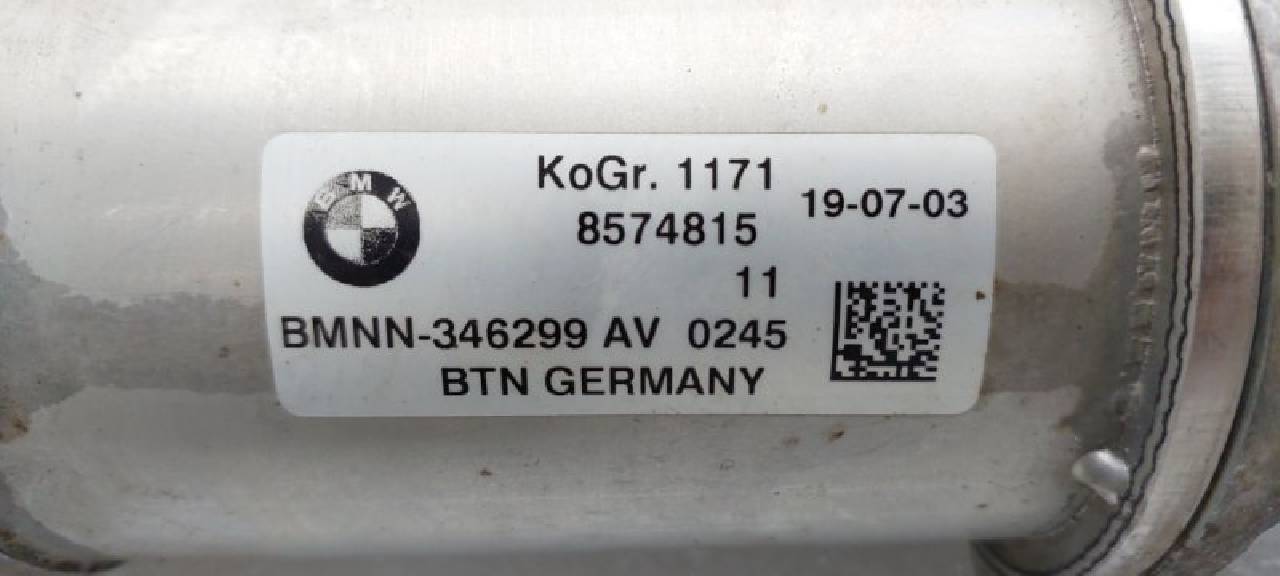 BMW
KoGr. 1171
8574815
19-07-03
11
BMNN-346299 AV 0245
BTN GERMANY